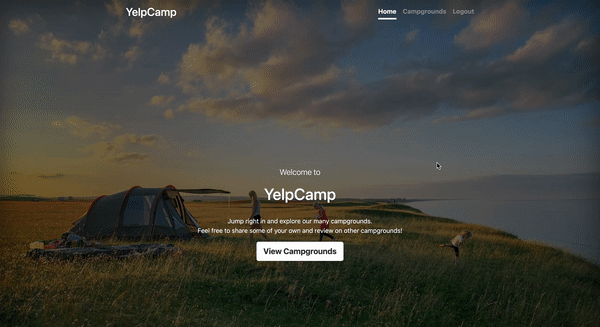 YelpCamp
Home Campgrounds Logout
Welcome to
YelpCamp
Jump right in and explore our many campgrounds.
Feel free to share some of your own and review on other campgrounds!
View Campgrounds